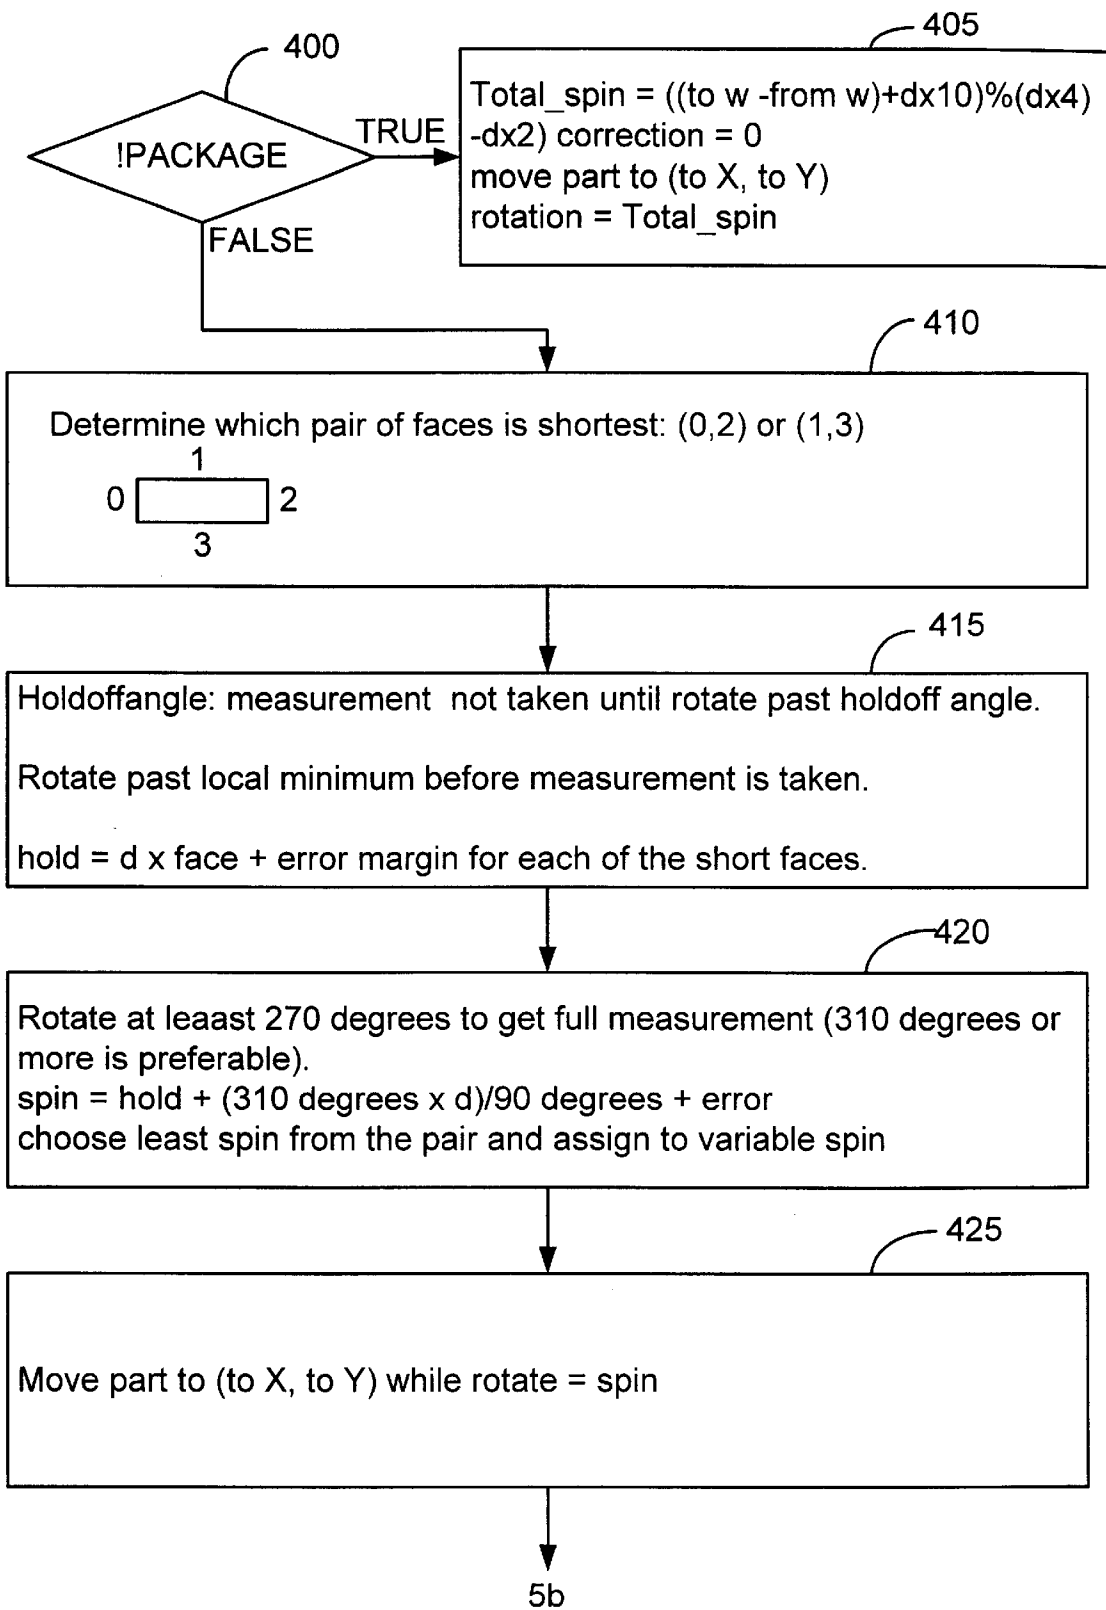 400
405
!PACKAGE
TRUE
FALSE
Total_spin = ((to w -from w)+dx10)%(dx4)
-dx2) correction = 0
move part to (to X, to Y)
rotation = Total_spin
410
Determine which pair of faces is shortest: (0,2) or (1,3)
1
0
2
3
415
Holdoffangle: measurement not taken until rotate past holdoff angle.
Rotate past local minimum before measurement is taken.
hold = d x face + error margin for each of the short faces.
420
Rotate at leaast 270 degrees to get full measurement (310 degrees or
more is preferable).
spin = hold + (310 degrees x d)/90 degrees + error
choose least spin from the pair and assign to variable spin
425
Move part to (to X, to Y) while rotate = spin
5b